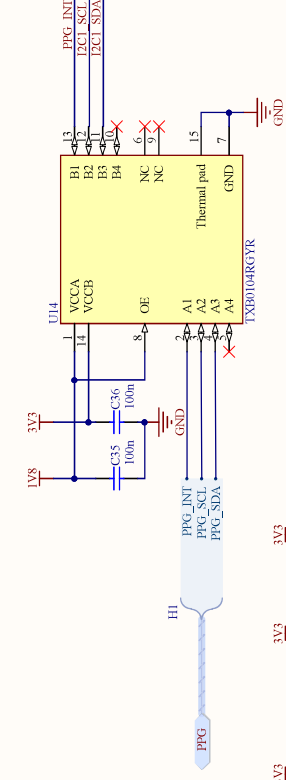 PPG_INT
I2C1_SCL
I2C1_SDA
13
12
11
10
6
9
15
7
GND
B1
B2
B3
B4
NC
NC
Thermal pad
GND
U14
TXB0104RGYR
VCCA
VCCB
OE
A1
A2
A3
A4
1
14
8
2
3
4
5
3V3
C36
100n
GND
1V8
C35
100n
PPG_INT
PPG_SCL
PPG_SDA
H1
PPG
3V3
3V3
3V3